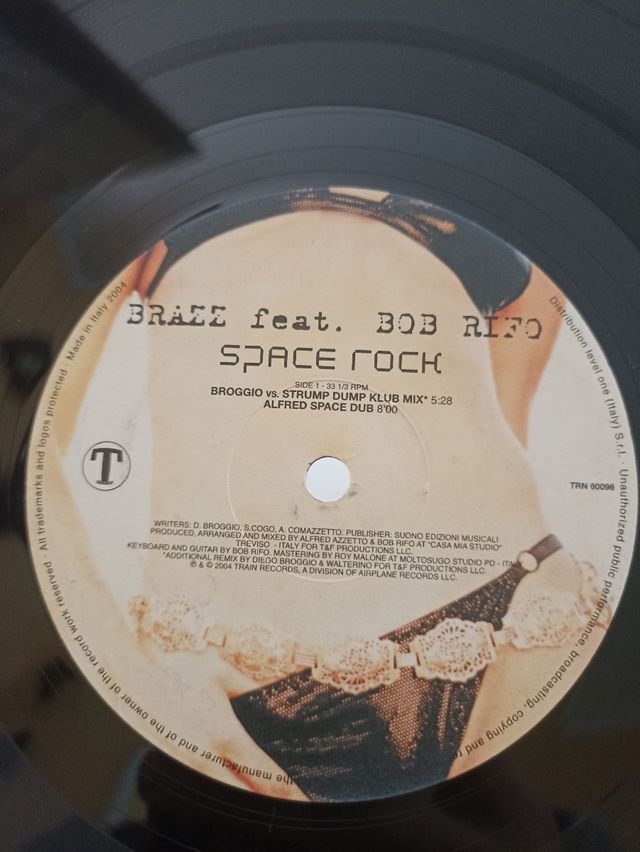 BRAZZ feat. BOB RIFO
SPACE ROCK
SIDE 1 - 33 1/3 RPM
BROGGIO vs. STRUMP DUMP KLUB MIX* 5:28
ALFRED SPACE DUB 8'00
T
TRN 60096
WRITERS: D. BROGGIO, S.COGO, A. COMAZZETTO. PUBLISHER: SUONO EDIZIONI MUSICALI
PRODUCED, ARRANGED AND MIXED BY ALFRED AZZETTO & BOB RIFO AT "CASA MIA STUDIO"
TREVISO - ITALY FOR T&F PRODUCTIONS LLC.
KEYBOARD AND GUITAR BY BOB RIFO. MASTERING BY ROY MALONE AT MOLTOSUGO STUDIO PD - ITALY
*ADDITIONAL REMIX BY DIEGO BROGGIO & WALTERINO FOR T&F PRODUCTIONS LLC.
℗ & © 2004 TRAIN RECORDS, A DIVISION OF AIRPLANE RECORDS LLC.
Distribution level one (Italy) S.r.l. · Unauthorized public performance, broadcasting, copying and
the manufacturer and of the owner of the record work reserved · All trademarks and logos protected · Made in Italy 2004